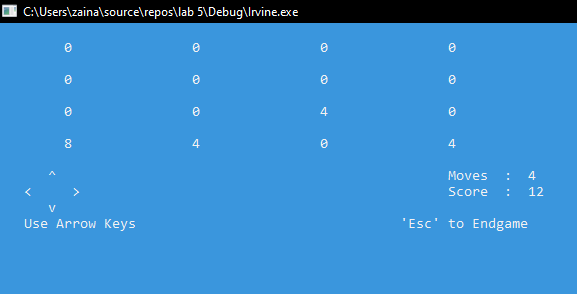 C:\Users\zaina\source\repos\lab 5\Debug\Irvine.exe
0 0 0 0
0 0 0 0
0 0 4 0
8 4 0 4
^ Moves : 4
< > Score : 12
v
Use Arrow Keys 'Esc' to Endgame